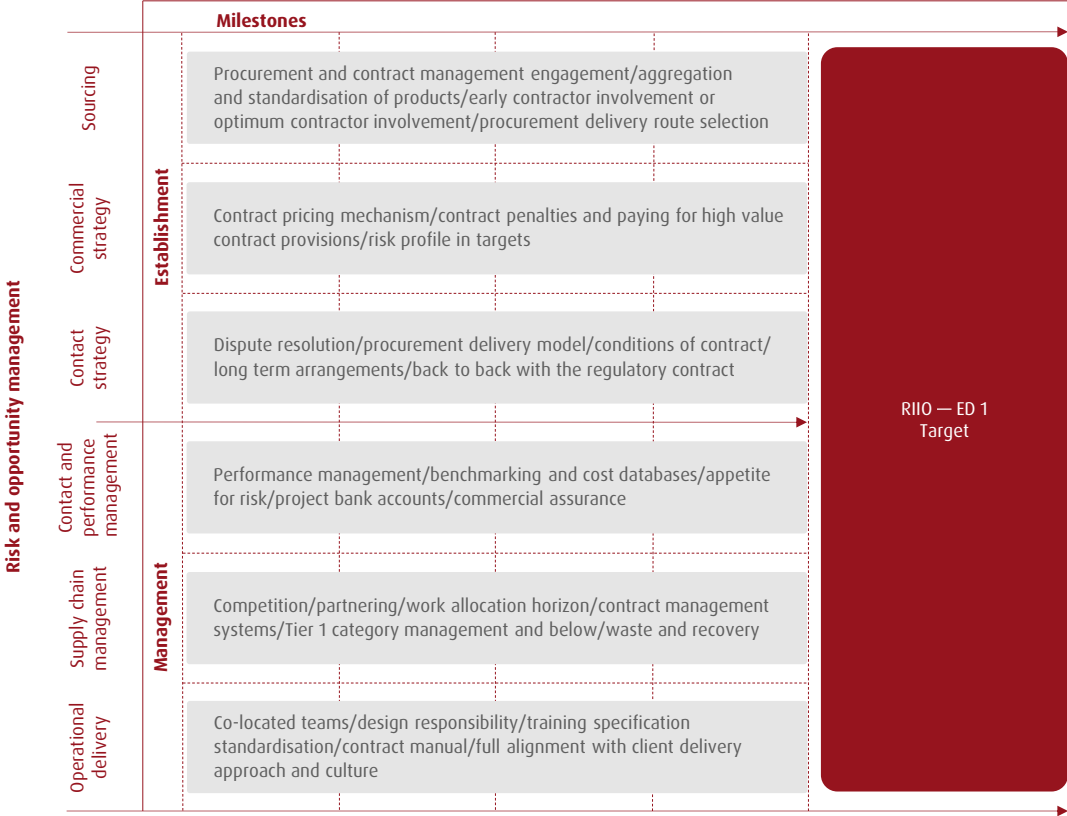 Milestones
Risk and opportunity management
Establishment
Sourcing
Procurement and contract management engagement/aggregation
and standardisation of products/early contractor involvement or
optimum contractor involvement/procurement delivery route selection
Commercial
strategy
Contract pricing mechanism/contract penalties and paying for high value
contract provisions/risk profile in targets
Contact
strategy
Dispute resolution/procurement delivery model/conditions of contract/
long term arrangements/back to back with the regulatory contract
Management
Contact and
performance
management
Performance management/benchmarking and cost databases/appetite
for risk/project bank accounts/commercial assurance
Supply chain
management
Competition/partnering/work allocation horizon/contract management
systems/Tier 1 category management and below/waste and recovery
Operational
delivery
Co-located teams/design responsibility/training specification
standardisation/contract manual/full alignment with client delivery
approach and culture
RIIO — ED 1
Target